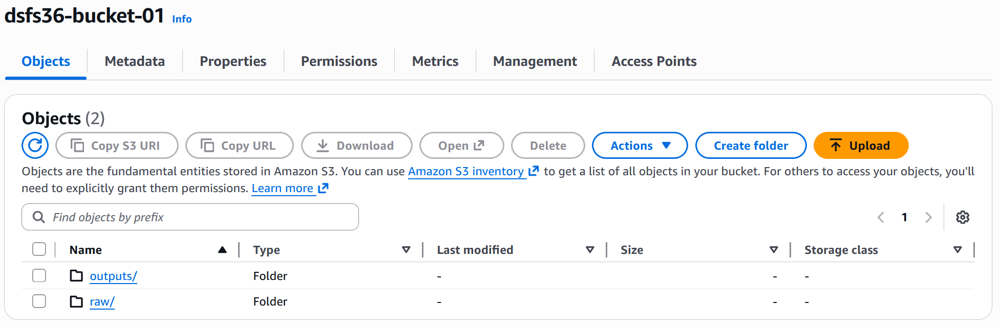 dsfs36-bucket-01 Info
Objects Metadata Properties Permissions Metrics Management Access Points
Objects (2)
Copy S3 URI Copy URL Download Open Delete Actions Create folder Upload
Objects are the fundamental entities stored in Amazon S3. You can use Amazon S3 inventory to get a list of all objects in your bucket. For others to access your objects, you'll
need to explicitly grant them permissions. Learn more
Find objects by prefix 1
Name Type Last modified Size Storage class
outputs/ Folder - - -
raw/ Folder - - -